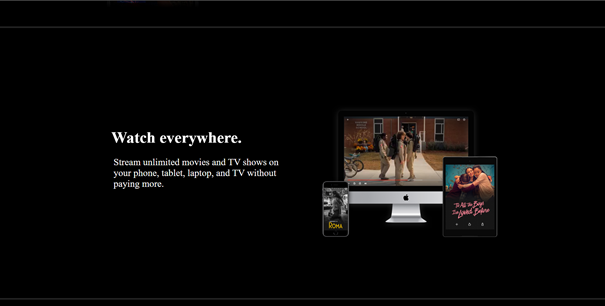 Watch everywhere.
Stream unlimited movies and TV shows on
your phone, tablet, laptop, and TV without
paying more.
ROMA
To All the Boys
I've Loved Before